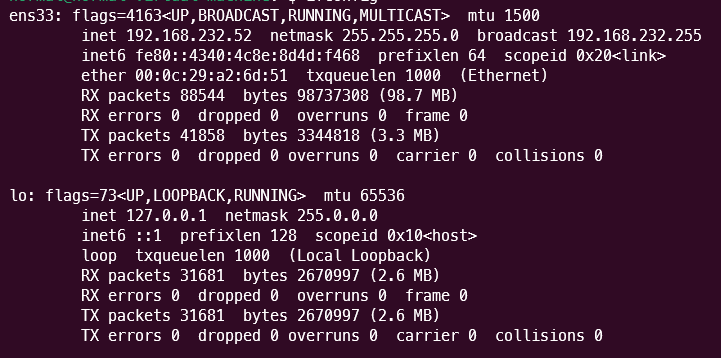 ens33: flags=4163<UP,BROADCAST,RUNNING,MULTICAST>  mtu 1500
        inet 192.168.232.52  netmask 255.255.255.0  broadcast 192.168.232.255
        inet6 fe80::4340:4c8e:8d4d:f468  prefixlen 64  scopeid 0x20<link>
        ether 00:0c:29:a2:6d:51  txqueuelen 1000  (Ethernet)
        RX packets 88544  bytes 98737308 (98.7 MB)
        RX errors 0  dropped 0  overruns 0  frame 0
        TX packets 41858  bytes 3344818 (3.3 MB)
        TX errors 0  dropped 0 overruns 0  carrier 0  collisions 0

lo: flags=73<UP,LOOPBACK,RUNNING>  mtu 65536
        inet 127.0.0.1  netmask 255.0.0.0
        inet6 ::1  prefixlen 128  scopeid 0x10<host>
        loop  txqueuelen 1000  (Local Loopback)
        RX packets 31681  bytes 2670997 (2.6 MB)
        RX errors 0  dropped 0  overruns 0  frame 0
        TX packets 31681  bytes 2670997 (2.6 MB)
        TX errors 0  dropped 0 overruns 0  carrier 0  collisions 0